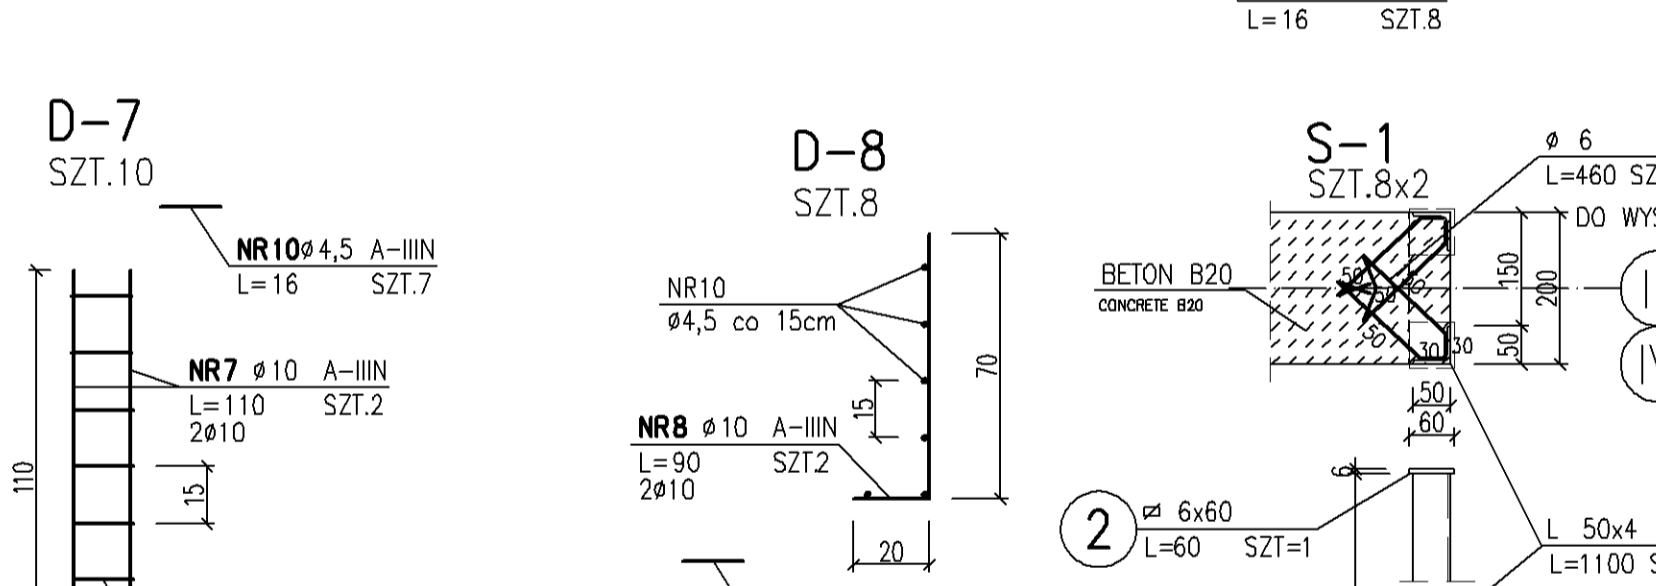 L=16 SZT.8
D-7
SZT.10
NR10 ø4,5 A-IIIN
L=16 SZT.7
NR7 ø10 A-IIIN
L=110 SZT.2
2ø10
110
15
D-8
SZT.8
NR10
ø4,5 co 15cm
70
15
NR8 ø10 A-IIIN
L=90 SZT.2
2ø10
20
S-1
SZT.8x2
ø 6
L=460
DO
BETON B20
CONCRETE B20
50
50
50
30 30
150
200
50
50
60
6
2
6x60
L=60 SZT=1
L 50x4
L=1100